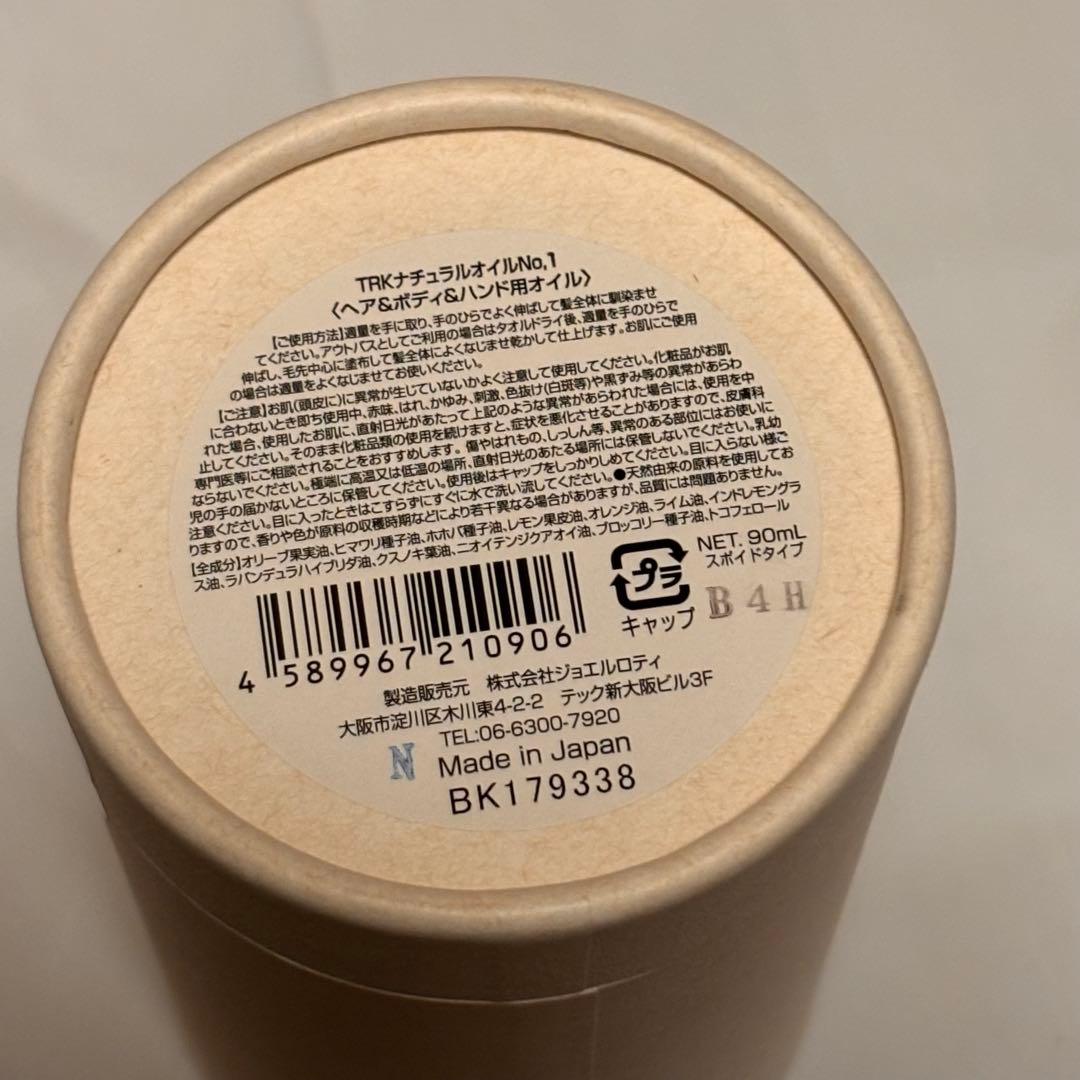 TRKナチュラルオイルNo,1
〈ヘア&ボディ&ハンド用オイル〉
【ご使用方法】適量を手に取り、手のひらでよく伸ばして髪全体に馴染ませ
てください。アウトバスとしてご利用の場合はタオルドライ後、適量を手のひらで
伸ばし、毛先中心に塗布して髪全体によくなじませ乾かして仕上げます。お肌にご使用
の場合は適量をよくなじませてお使いください。
【ご注意】お肌(頭皮)に異常が生じていないかよく注意して使用してください。化粧品がお肌
に合わないとき即ち使用中、赤味、はれ、かゆみ、刺激、色抜け(白斑等)や黒ずみ等の異常があらわ
れた場合、使用したお肌に、直射日光があたって上記のような異常があらわれた場合には、使用を中
止してください。そのまま化粧品類の使用を続けますと、症状を悪化させることがありますので、皮膚科
専門医等にご相談されることをおすすめします。傷やはれもの、しっしん等、異常のある部位にはお使いに
ならないでください。極端に高温又は低温の場所、直射日光のあたる場所には保管しないでください。乳幼
児の手の届かないところに保管してください。使用後はキャップをしっかりしめてください。目に入らない様ご
注意ください。目に入ったときはこすらずにすぐに水で洗い流してください。●天然由来の原料を使用してお
りますので、香りや色が原料の収穫時期などにより若干異なる場合がありますが、品質には問題ありません。
【全成分】オリーブ果実油、ヒマワリ種子油、ホホバ種子油、レモン果皮油、オレンジ油、ライム油、インドレモングラ
ス油、ラバンデュラハイブリダ油、クスノキ葉油、ニオイテンジクアオイ油、ブロッコリー種子油、トコフェロール
プラ
キャップ
NET. 90mL
スポイドタイプ
B4H
4 589967 210906
製造販売元 株式会社ジョエルロティ
大阪市淀川区木川東4-2-2 テック新大阪ビル3F
TEL:06-6300-7920
N
Made in Japan
BK179338